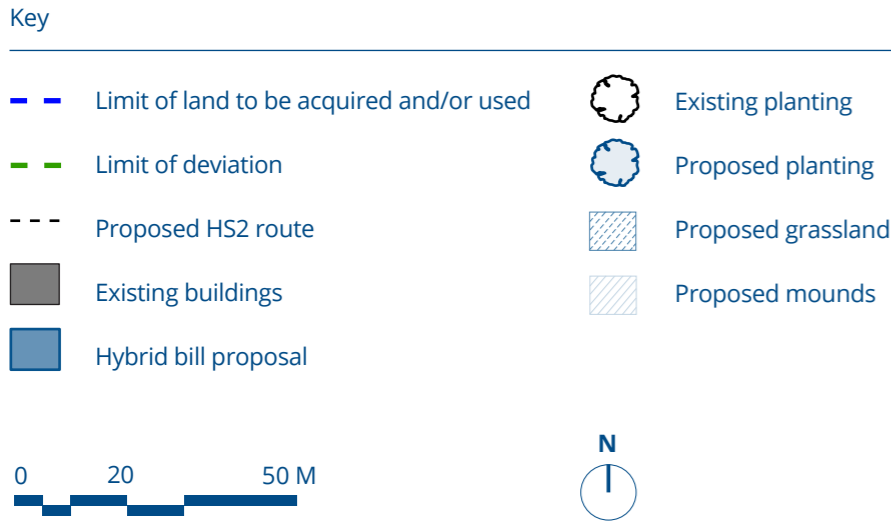 Key
Limit of land to be acquired and/or used
Limit of deviation
Proposed HS2 route
Existing buildings
Hybrid bill proposal
Existing planting
Proposed planting
Proposed grassland
Proposed mounds
0 20 50 M
N